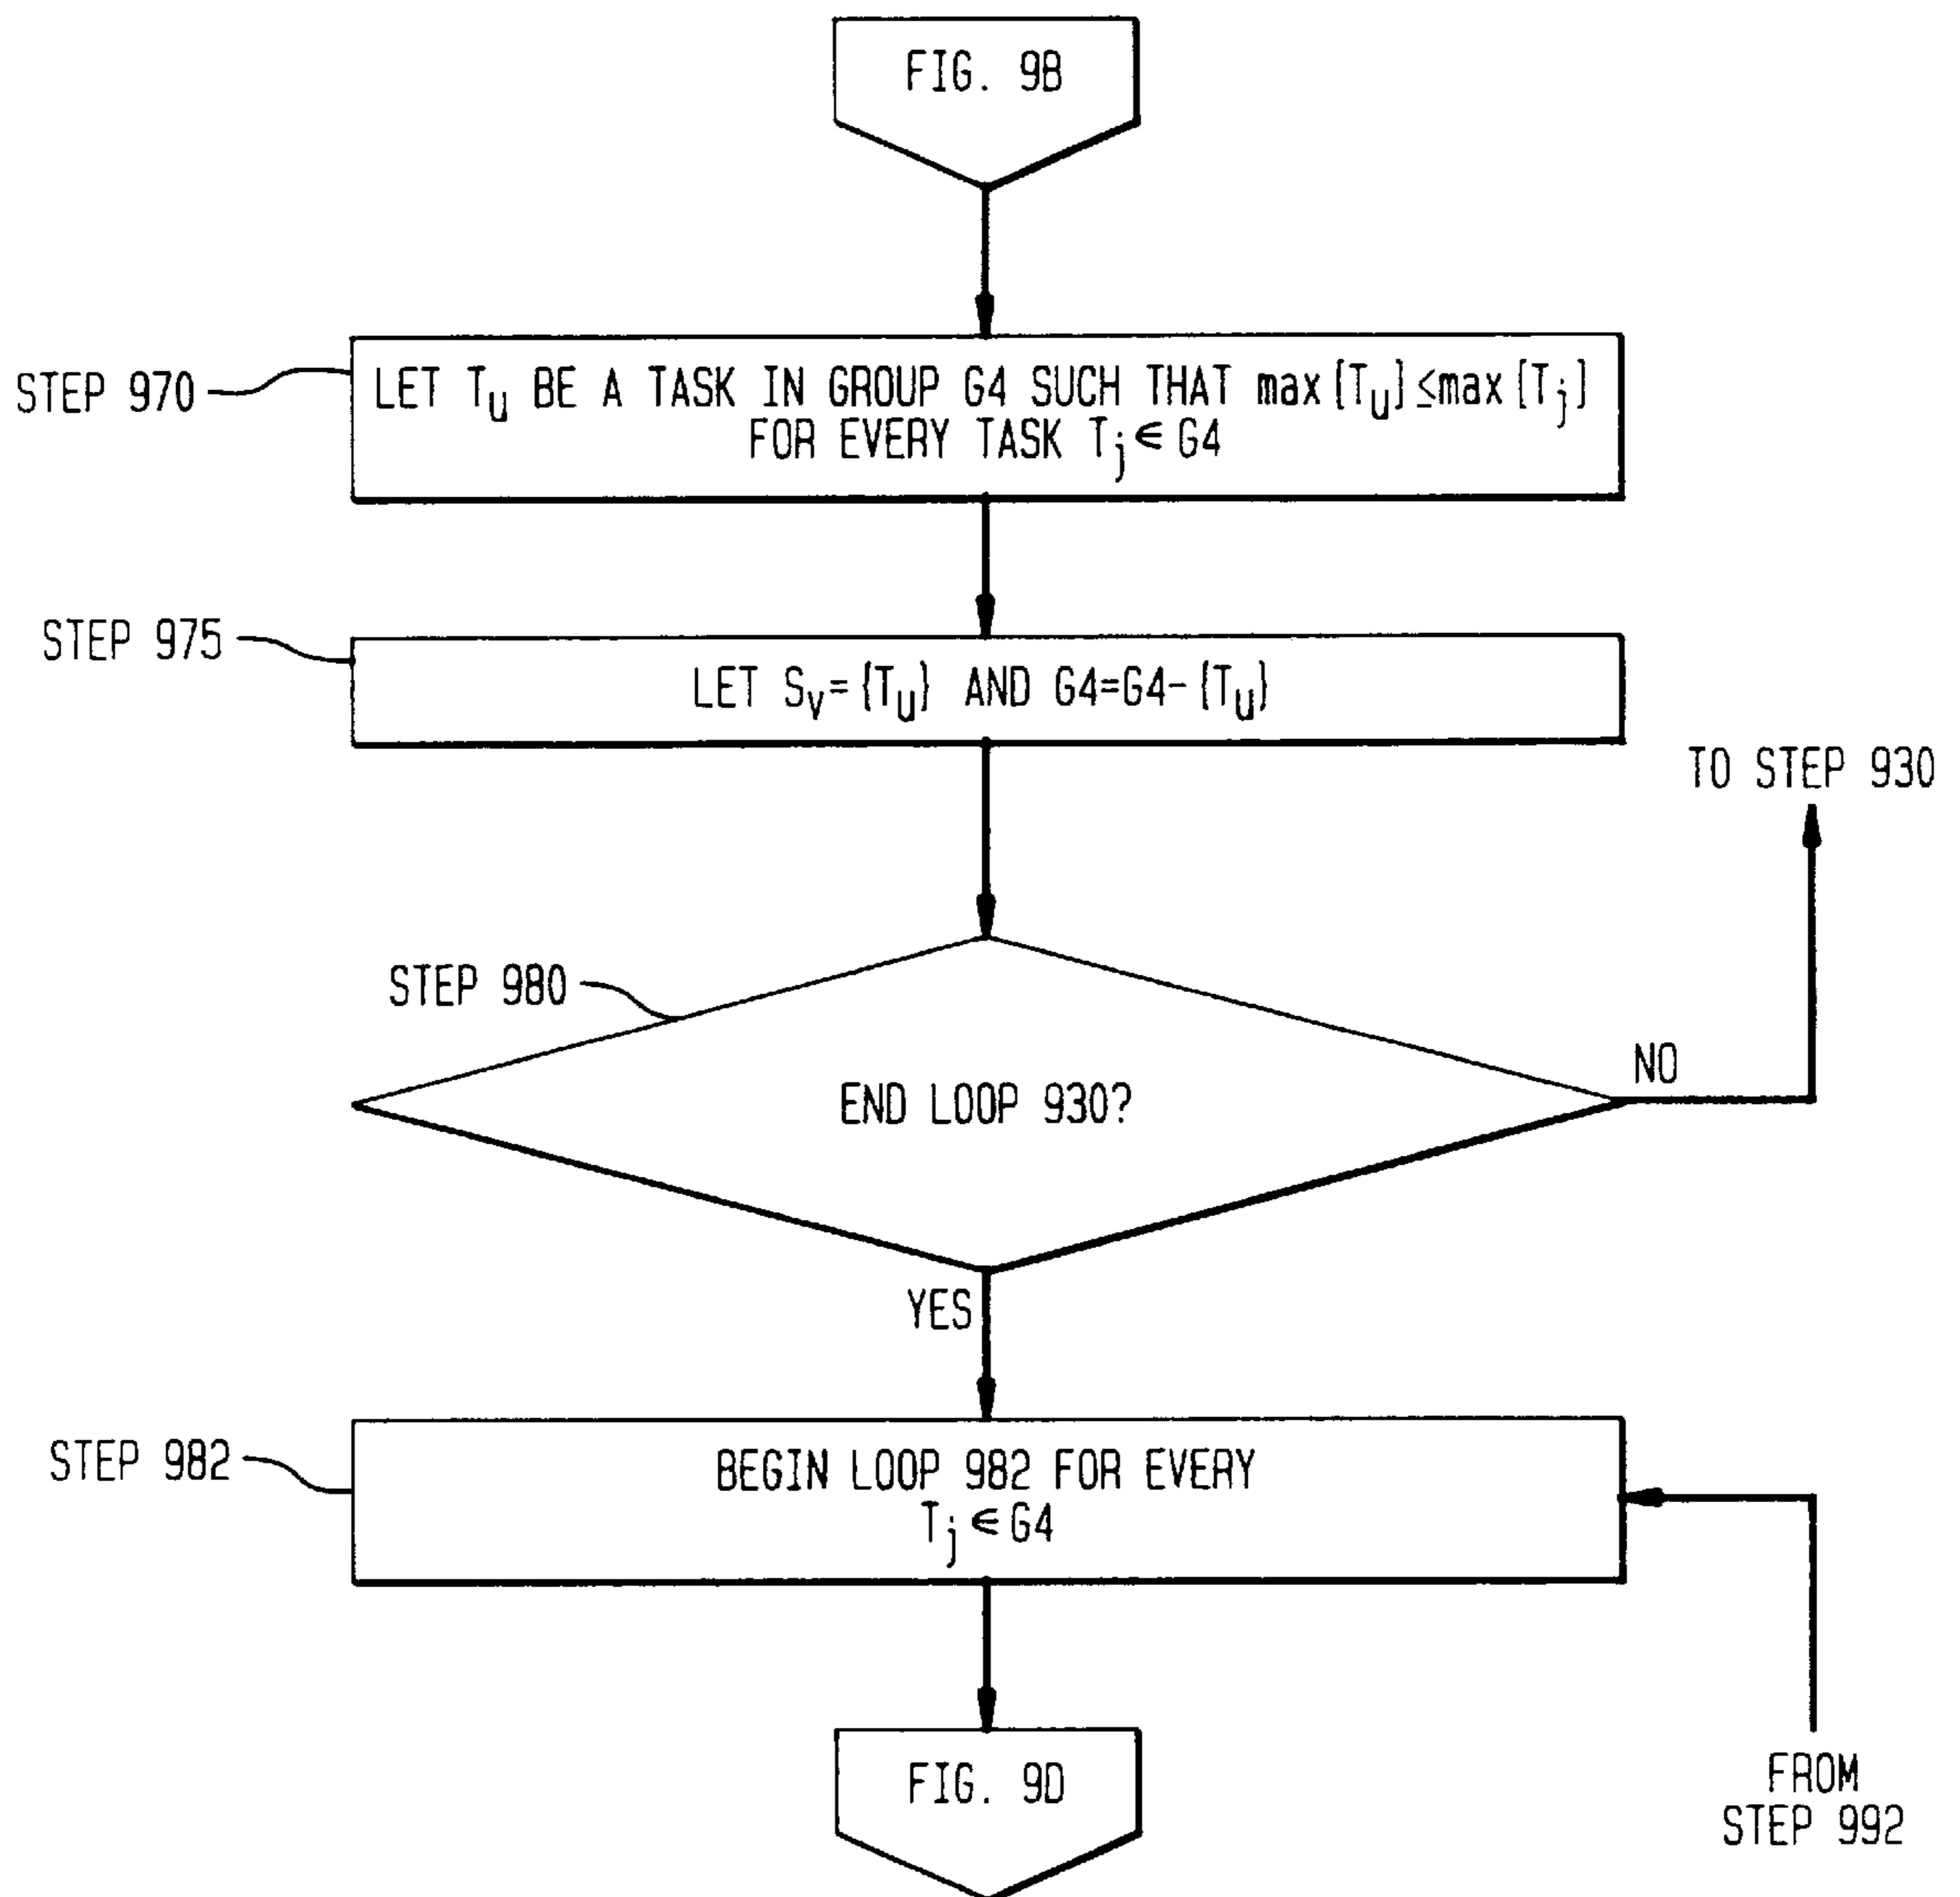 FIG. 9B
STEP 970
LET Tu BE A TASK IN GROUP G4 SUCH THAT max(Tu)≤max(Tj)
FOR EVERY TASK Tj∈G4
STEP 975
LET Sv={Tu} AND G4=G4-{Tu}
TO STEP 930
STEP 980
END LOOP 930?
NO
YES
STEP 982
BEGIN LOOP 982 FOR EVERY
Tj∈G4
FIG. 9D
FROM
STEP 992